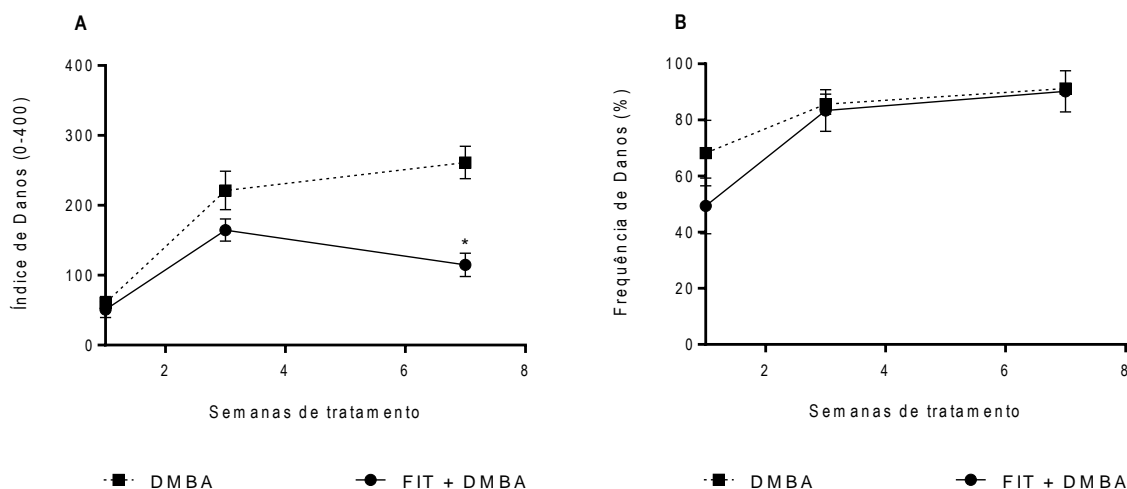 A
Índice de Danos (0-400)
400
300
200
100
0
*
2 4 6 8
Semanas de tratamento
DMBA FIT + DMBA
B
Frequência de Danos (%)
100
80
60
40
20
0
2 4 6 8
Semanas de tratamento
DMBA FIT + DMBA